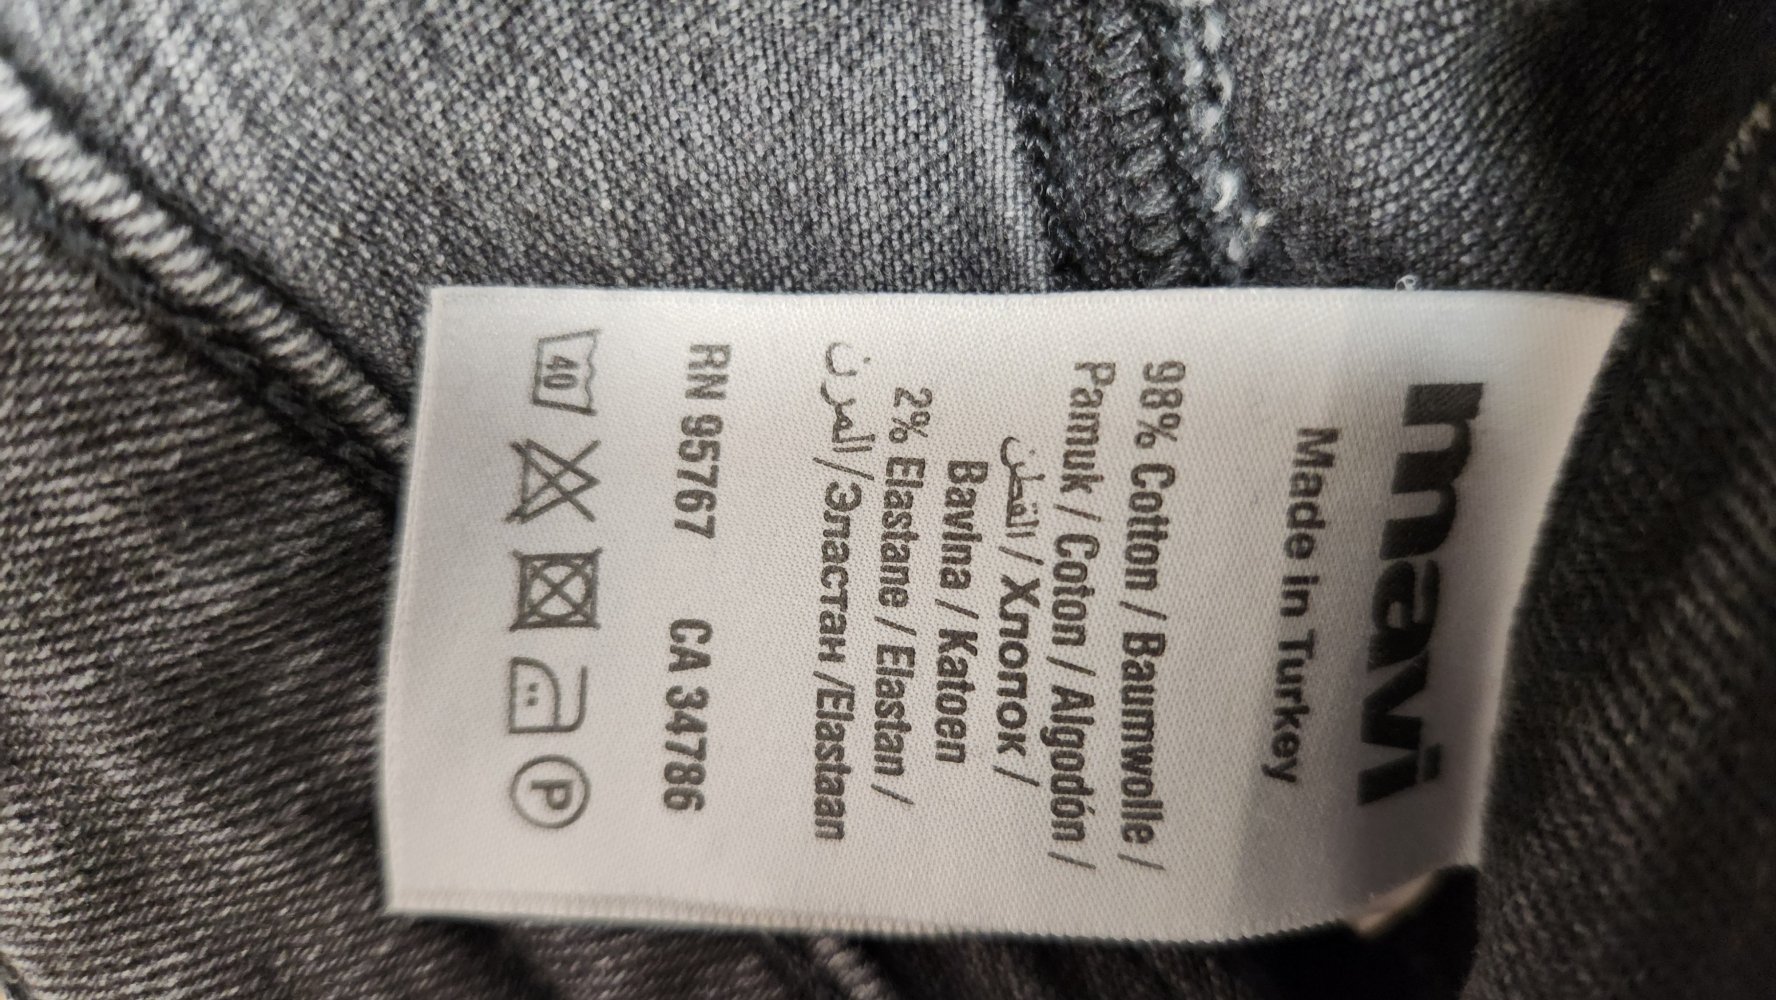 mavi
Made in Turkey
98% Cotton / Baumwolle /
Pamuk / Coton / Algodón /
القطن / Хлопок /
Bavlna / Katoen
2% Elastane / Elastan /
المرن/Эластан /Elastaan
RN 95767 CA 34786
40 P